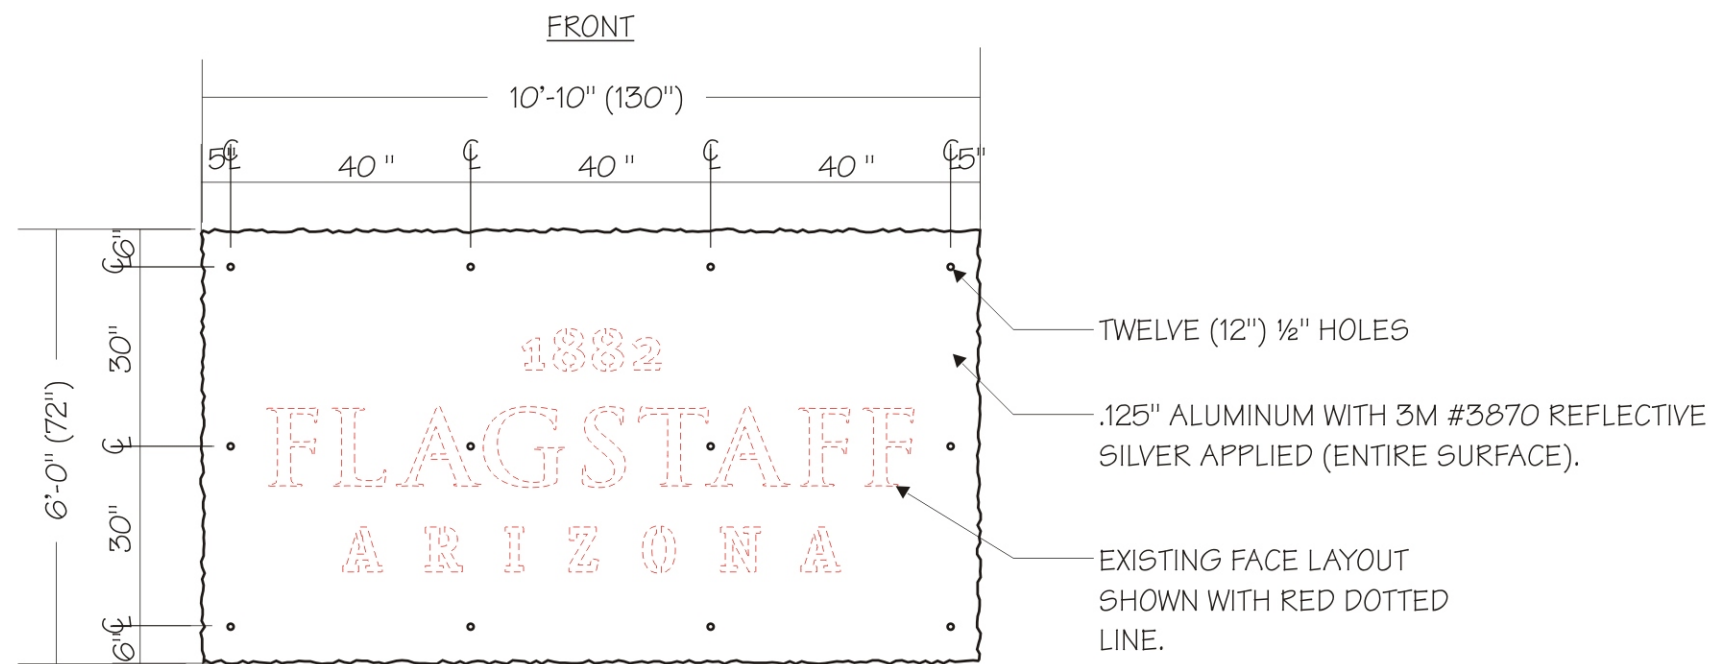 FRONT
10'-10" (130")
5" ℄ 40" ℄ 40" ℄ 40" ℄ 5"
6"
℄
30"
℄
6'-0" (72")
30"
℄
6"
1882
FLAGSTAFF
ARIZONA
TWELVE (12") ½" HOLES
.125" ALUMINUM WITH 3M #3870 REFLECTIVE
SILVER APPLIED (ENTIRE SURFACE).
EXISTING FACE LAYOUT
SHOWN WITH RED DOTTED
LINE.